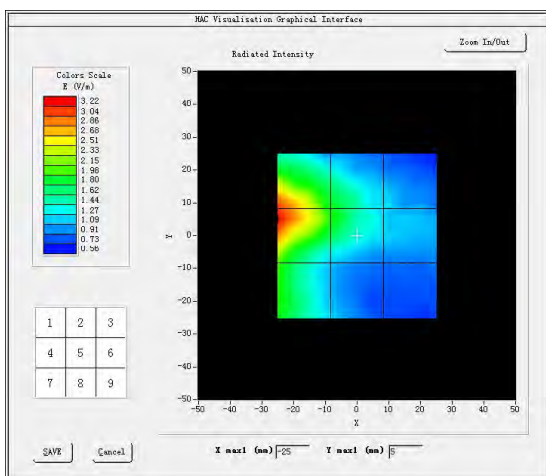 HAC Visualisation Graphical Interface
Zoom In/Out
Radiated Intensity
Colors Scale
E (V/m)
3.22
3.04
2.86
2.68
2.51
2.33
2.15
1.98
1.80
1.62
1.44
1.27
1.09
0.91
0.73
0.56
50
40
30
20
10
0
-10
-20
-30
-40
-50
Y
-50 -40 -30 -20 -10 0 10 20 30 40 50
X
1 2 3
4 5 6
7 8 9
SAVE Cancel
X max1 (mm) -25 Y max1 (mm) 5